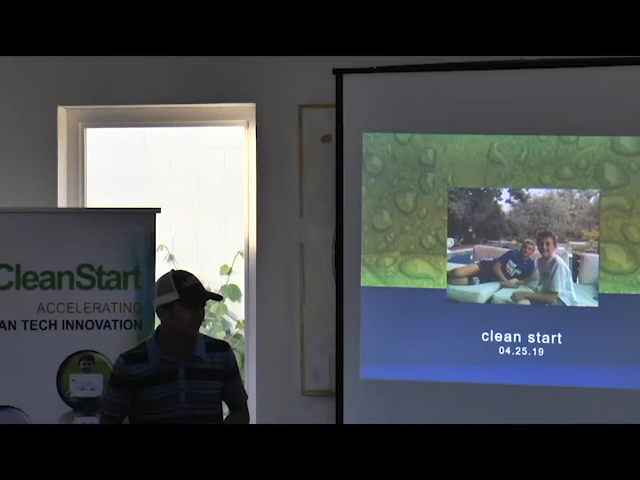 CleanStart
ACCELERATING
AN TECH INNOVATION
clean start
04.25.19